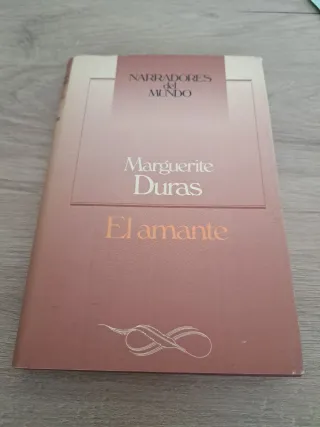 NARRADORES
del
MUNDO
Marguerite
Duras
El amante